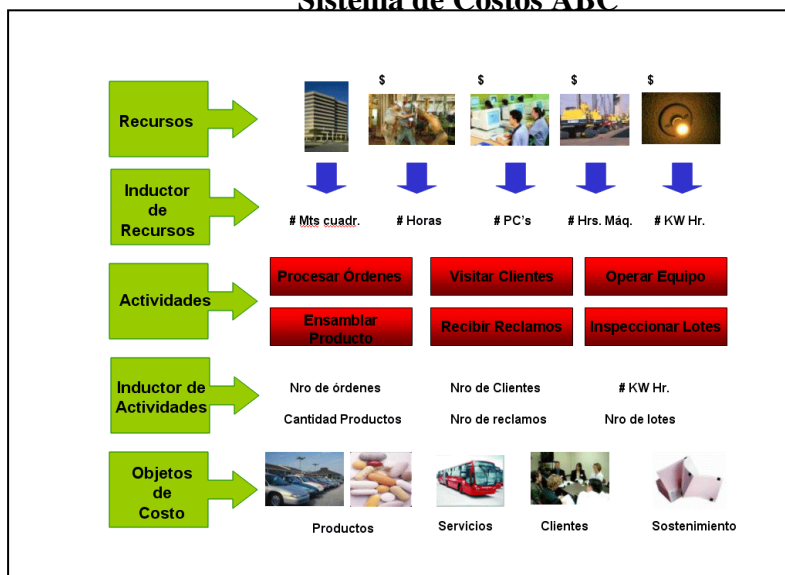 Sistema de Costos ABC
$ $ $ $
Recursos
Inductor
de
Recursos
# Mts cuadr. # Horas # PC's # Hrs. Máq. # KW Hr.
Actividades
Procesar Órdenes Visitar Clientes Operar Equipo
Ensamblar
Producto
Recibir Reclamos Inspeccionar Lotes
Inductor de
Actividades
Nro de órdenes Nro de Clientes # KW Hr.
Cantidad Productos Nro de reclamos Nro de lotes
Objetos
de
Costo
Productos Servicios Clientes Sostenimiento